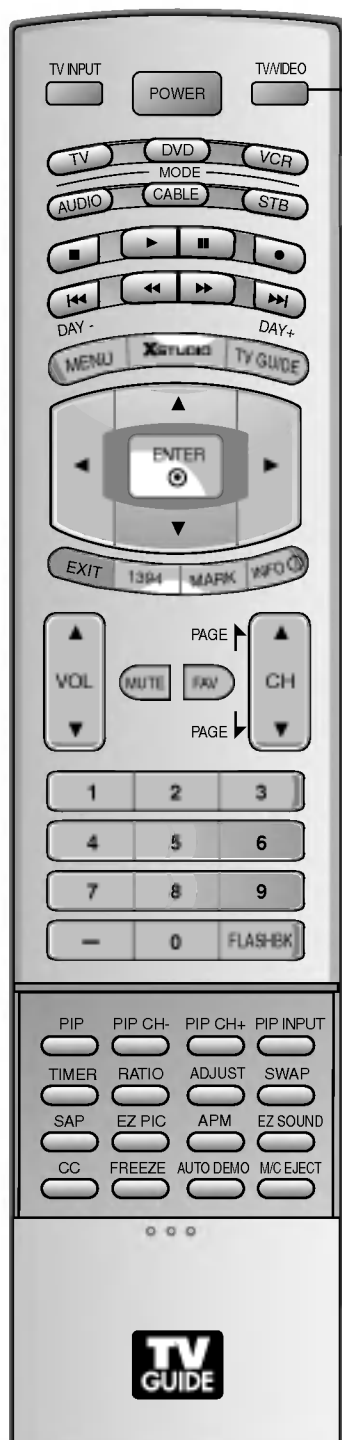 TV INPUT POWER TV/VIDEO
TV DVD VCR
MODE
AUDIO CABLE STB
DAY - DAY+
MENU XSTUDIO TV GUIDE
ENTER
EXIT 1394 MARK INFO
PAGE
VOL MUTE FAV CH
PAGE
1 2 3
4 5 6
7 8 9
— 0 FLASHBK
PIP PIP CH- PIP CH+ PIP INPUT
TIMER RATIO ADJUST SWAP
SAP EZ PIC APM EZ SOUND
CC FREEZE AUTO DEMO M/C EJECT
TV
GUIDE